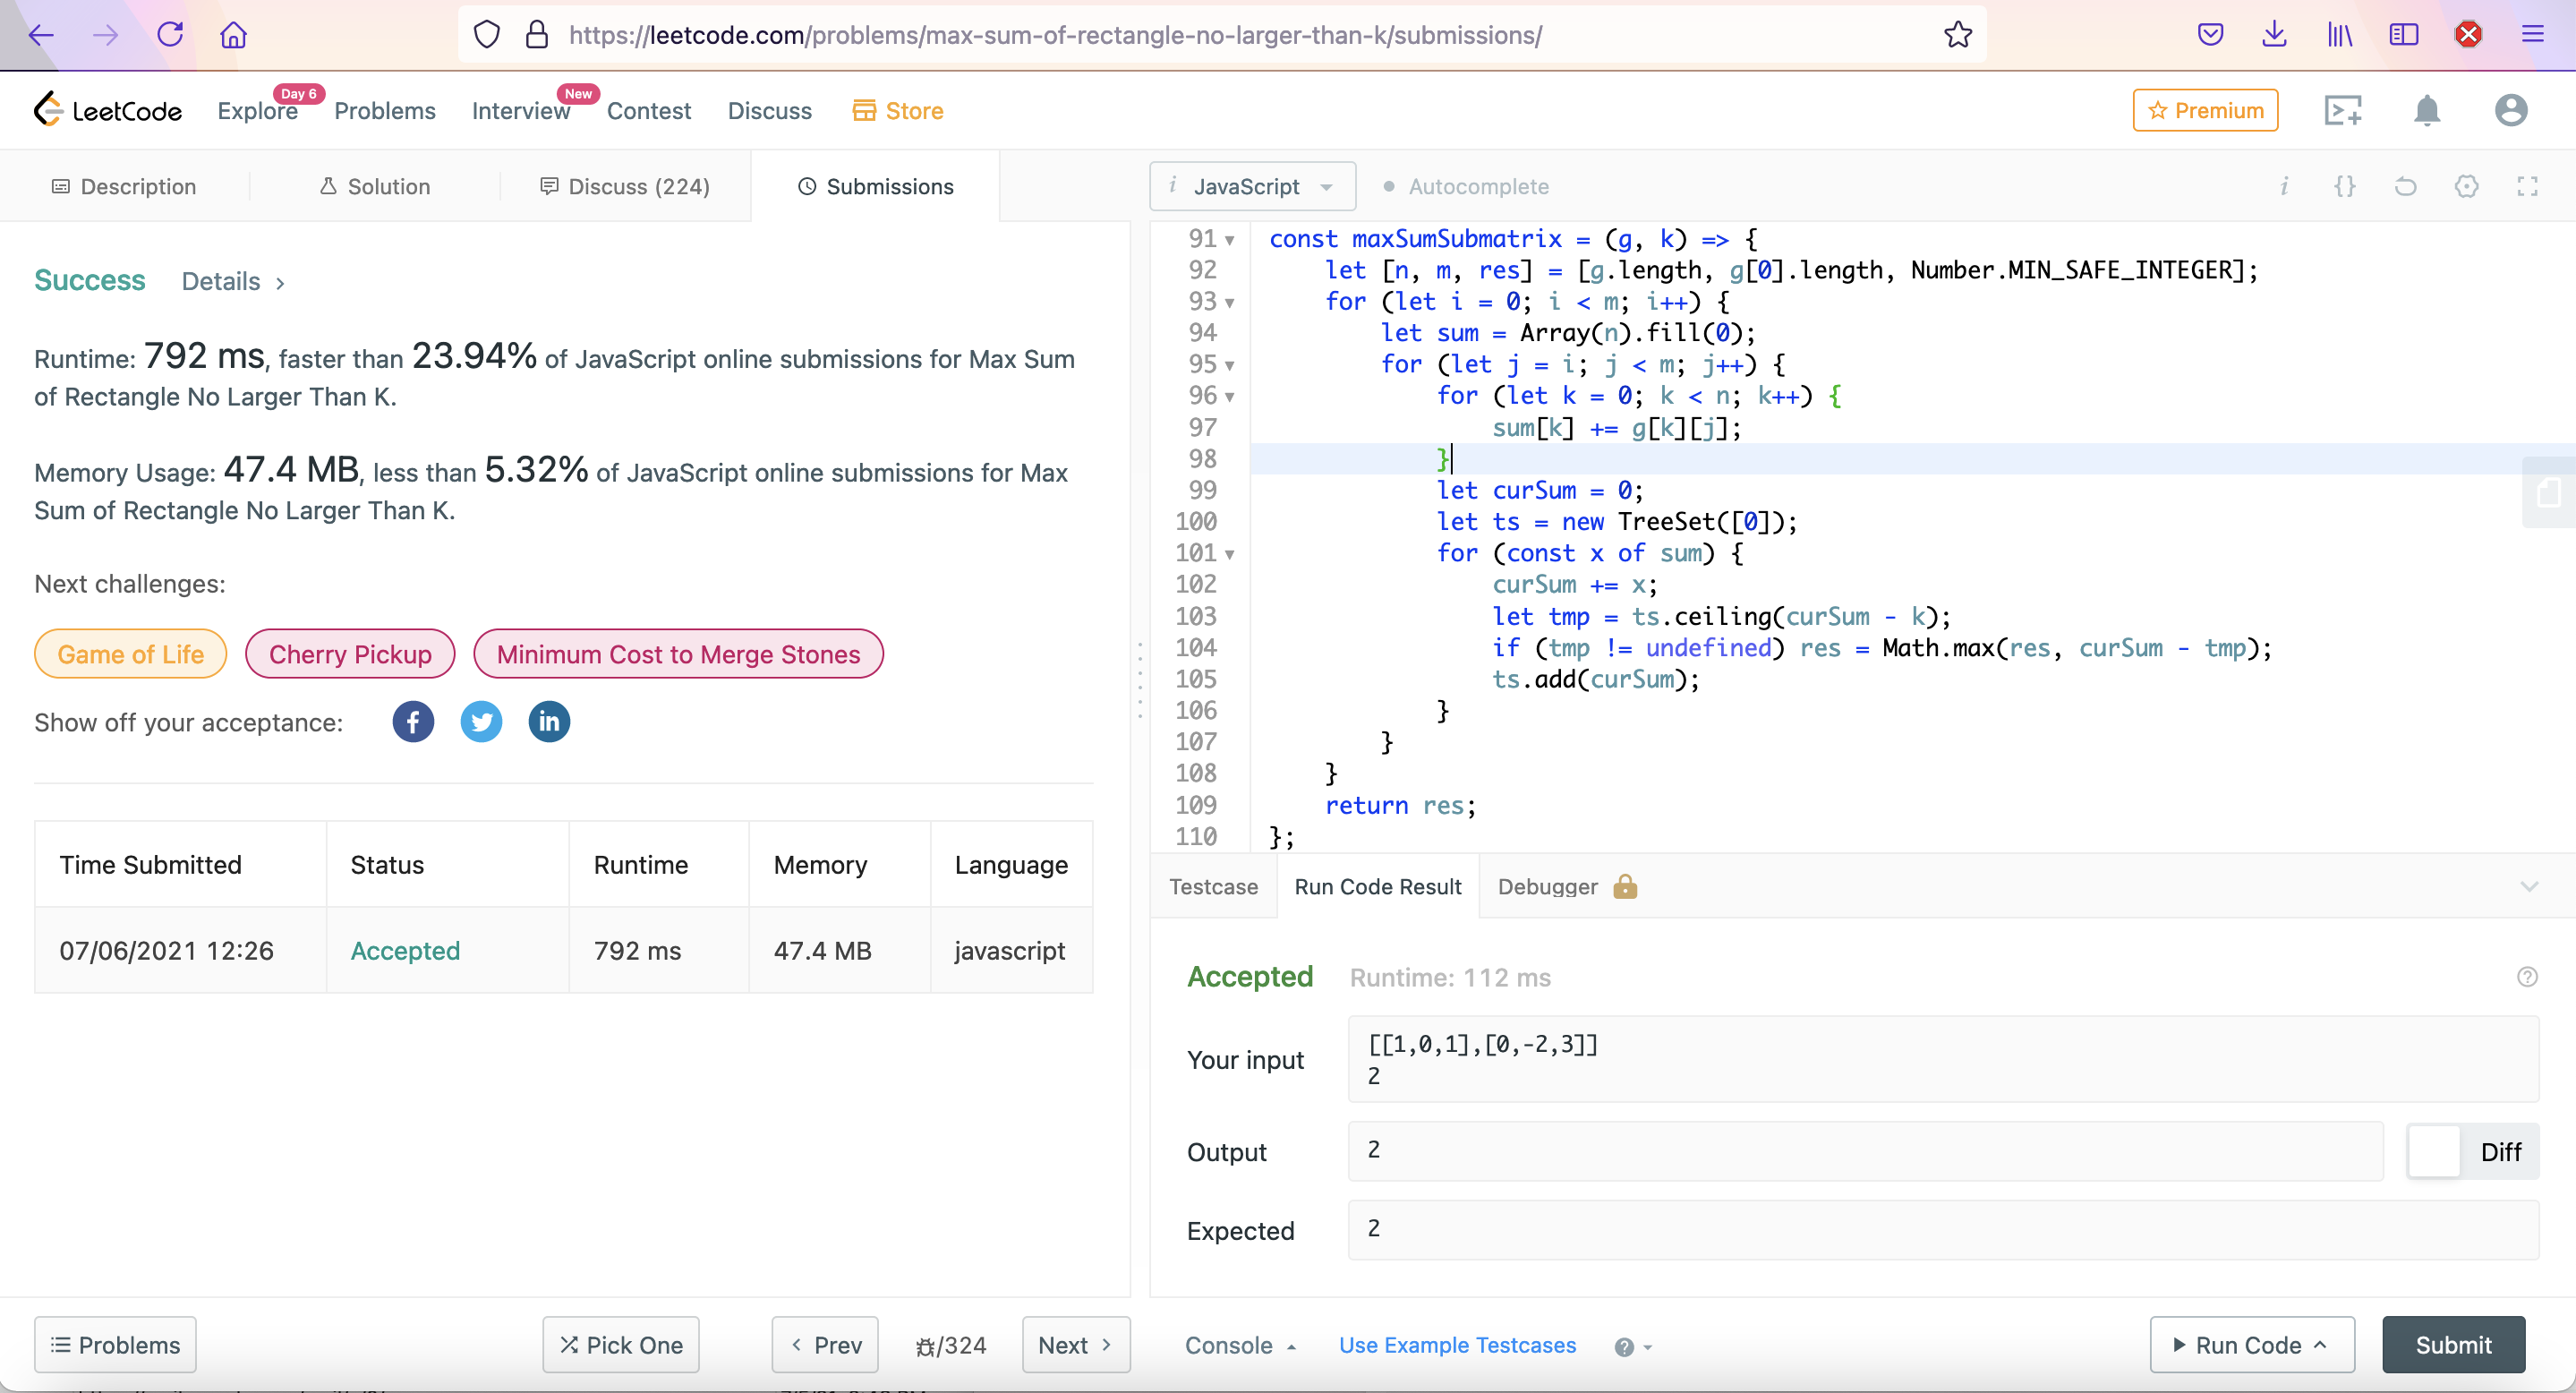 https://leetcode.com/problems/max-sum-of-rectangle-no-larger-than-k/submissions/
LeetCode
Explore
Day 6
Problems
Interview
New
Contest
Discuss
Store
Premium
Description
Solution
Discuss (224)
Submissions
Success
Details
Runtime: 792 ms, faster than 23.94% of JavaScript online submissions for Max Sum
of Rectangle No Larger Than K.
Memory Usage: 47.4 MB, less than 5.32% of JavaScript online submissions for Max
Sum of Rectangle No Larger Than K.
Next challenges:
Game of Life
Cherry Pickup
Minimum Cost to Merge Stones
Show off your acceptance:
Time Submitted Status Runtime Memory Language
07/06/2021 12:26 Accepted 792 ms 47.4 MB javascript
Problems
Pick One
Prev
/324
Next
i JavaScript
Autocomplete
i {}
91 const maxSumSubmatrix = (g, k) => {
92 let [n, m, res] = [g.length, g[0].length, Number.MIN_SAFE_INTEGER];
93 for (let i = 0; i < m; i++) {
94 let sum = Array(n).fill(0);
95 for (let j = i; j < m; j++) {
96 for (let k = 0; k < n; k++) {
97 sum[k] += g[k][j];
98 }
99 let curSum = 0;
100 let ts = new TreeSet([0]);
101 for (const x of sum) {
102 curSum += x;
103 let tmp = ts.ceiling(curSum - k);
104 if (tmp != undefined) res = Math.max(res, curSum - tmp);
105 ts.add(curSum);
106 }
107 }
108 }
109 return res;
110 };
Testcase
Run Code Result
Debugger
Accepted
Runtime: 112 ms
Your input
[[1,0,1],[0,-2,3]]
2
Output
2
Diff
Expected
2
Console
Use Example Testcases
Run Code
Submit